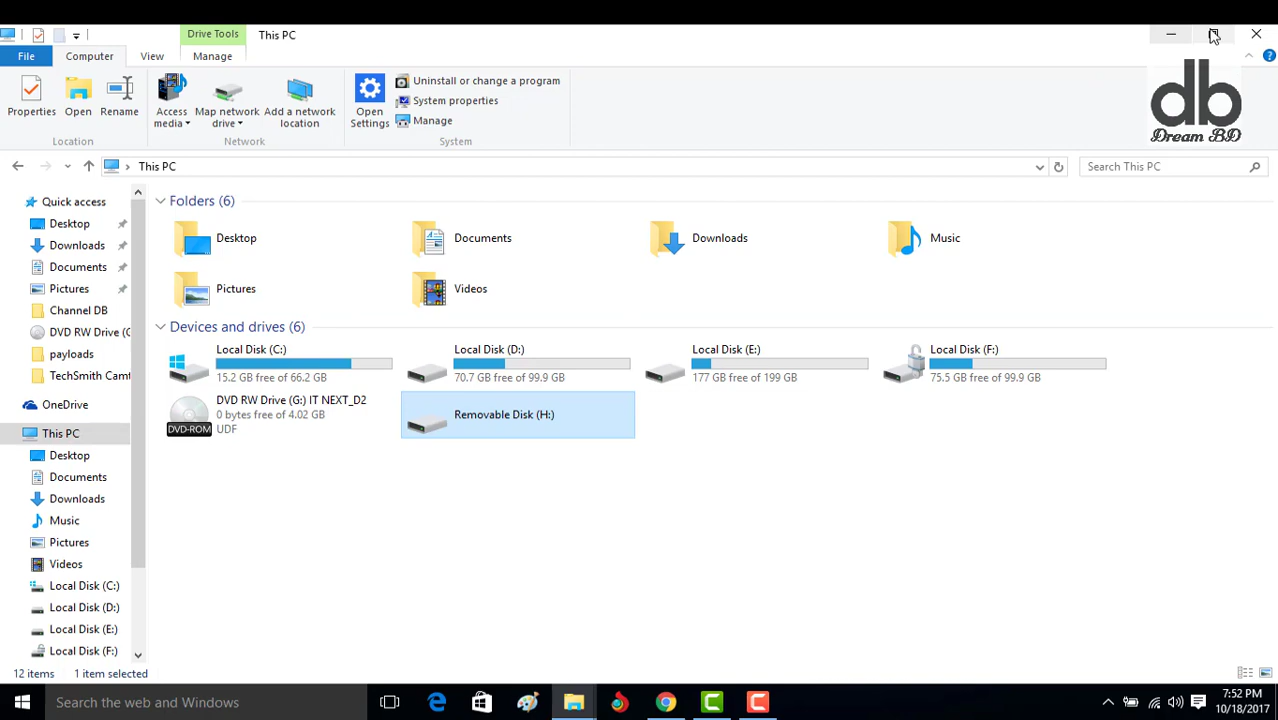 Drive Tools
This PC
File
Computer
View
Manage
Properties
Open
Rename
Access media
Map network drive
Add a network location
Open Settings
Uninstall or change a program
System properties
Manage
Location
Network
System
db
Dream BD
This PC
Search This PC
Quick access
Desktop
Downloads
Documents
Pictures
Channel DB
DVD RW Drive (G
payloads
TechSmith Camt
OneDrive
This PC
Desktop
Documents
Downloads
Music
Pictures
Videos
Local Disk (C:)
Local Disk (D:)
Local Disk (E:)
Local Disk (F:)
Folders (6)
Desktop
Documents
Downloads
Music
Pictures
Videos
Devices and drives (6)
Local Disk (C:)
15.2 GB free of 66.2 GB
Local Disk (D:)
70.7 GB free of 99.9 GB
Local Disk (E:)
177 GB free of 199 GB
Local Disk (F:)
75.5 GB free of 99.9 GB
DVD-ROM
DVD RW Drive (G:) IT NEXT_D2
0 bytes free of 4.02 GB
UDF
Removable Disk (H:)
12 items
1 item selected
Search the web and Windows
7:52 PM
10/18/2017